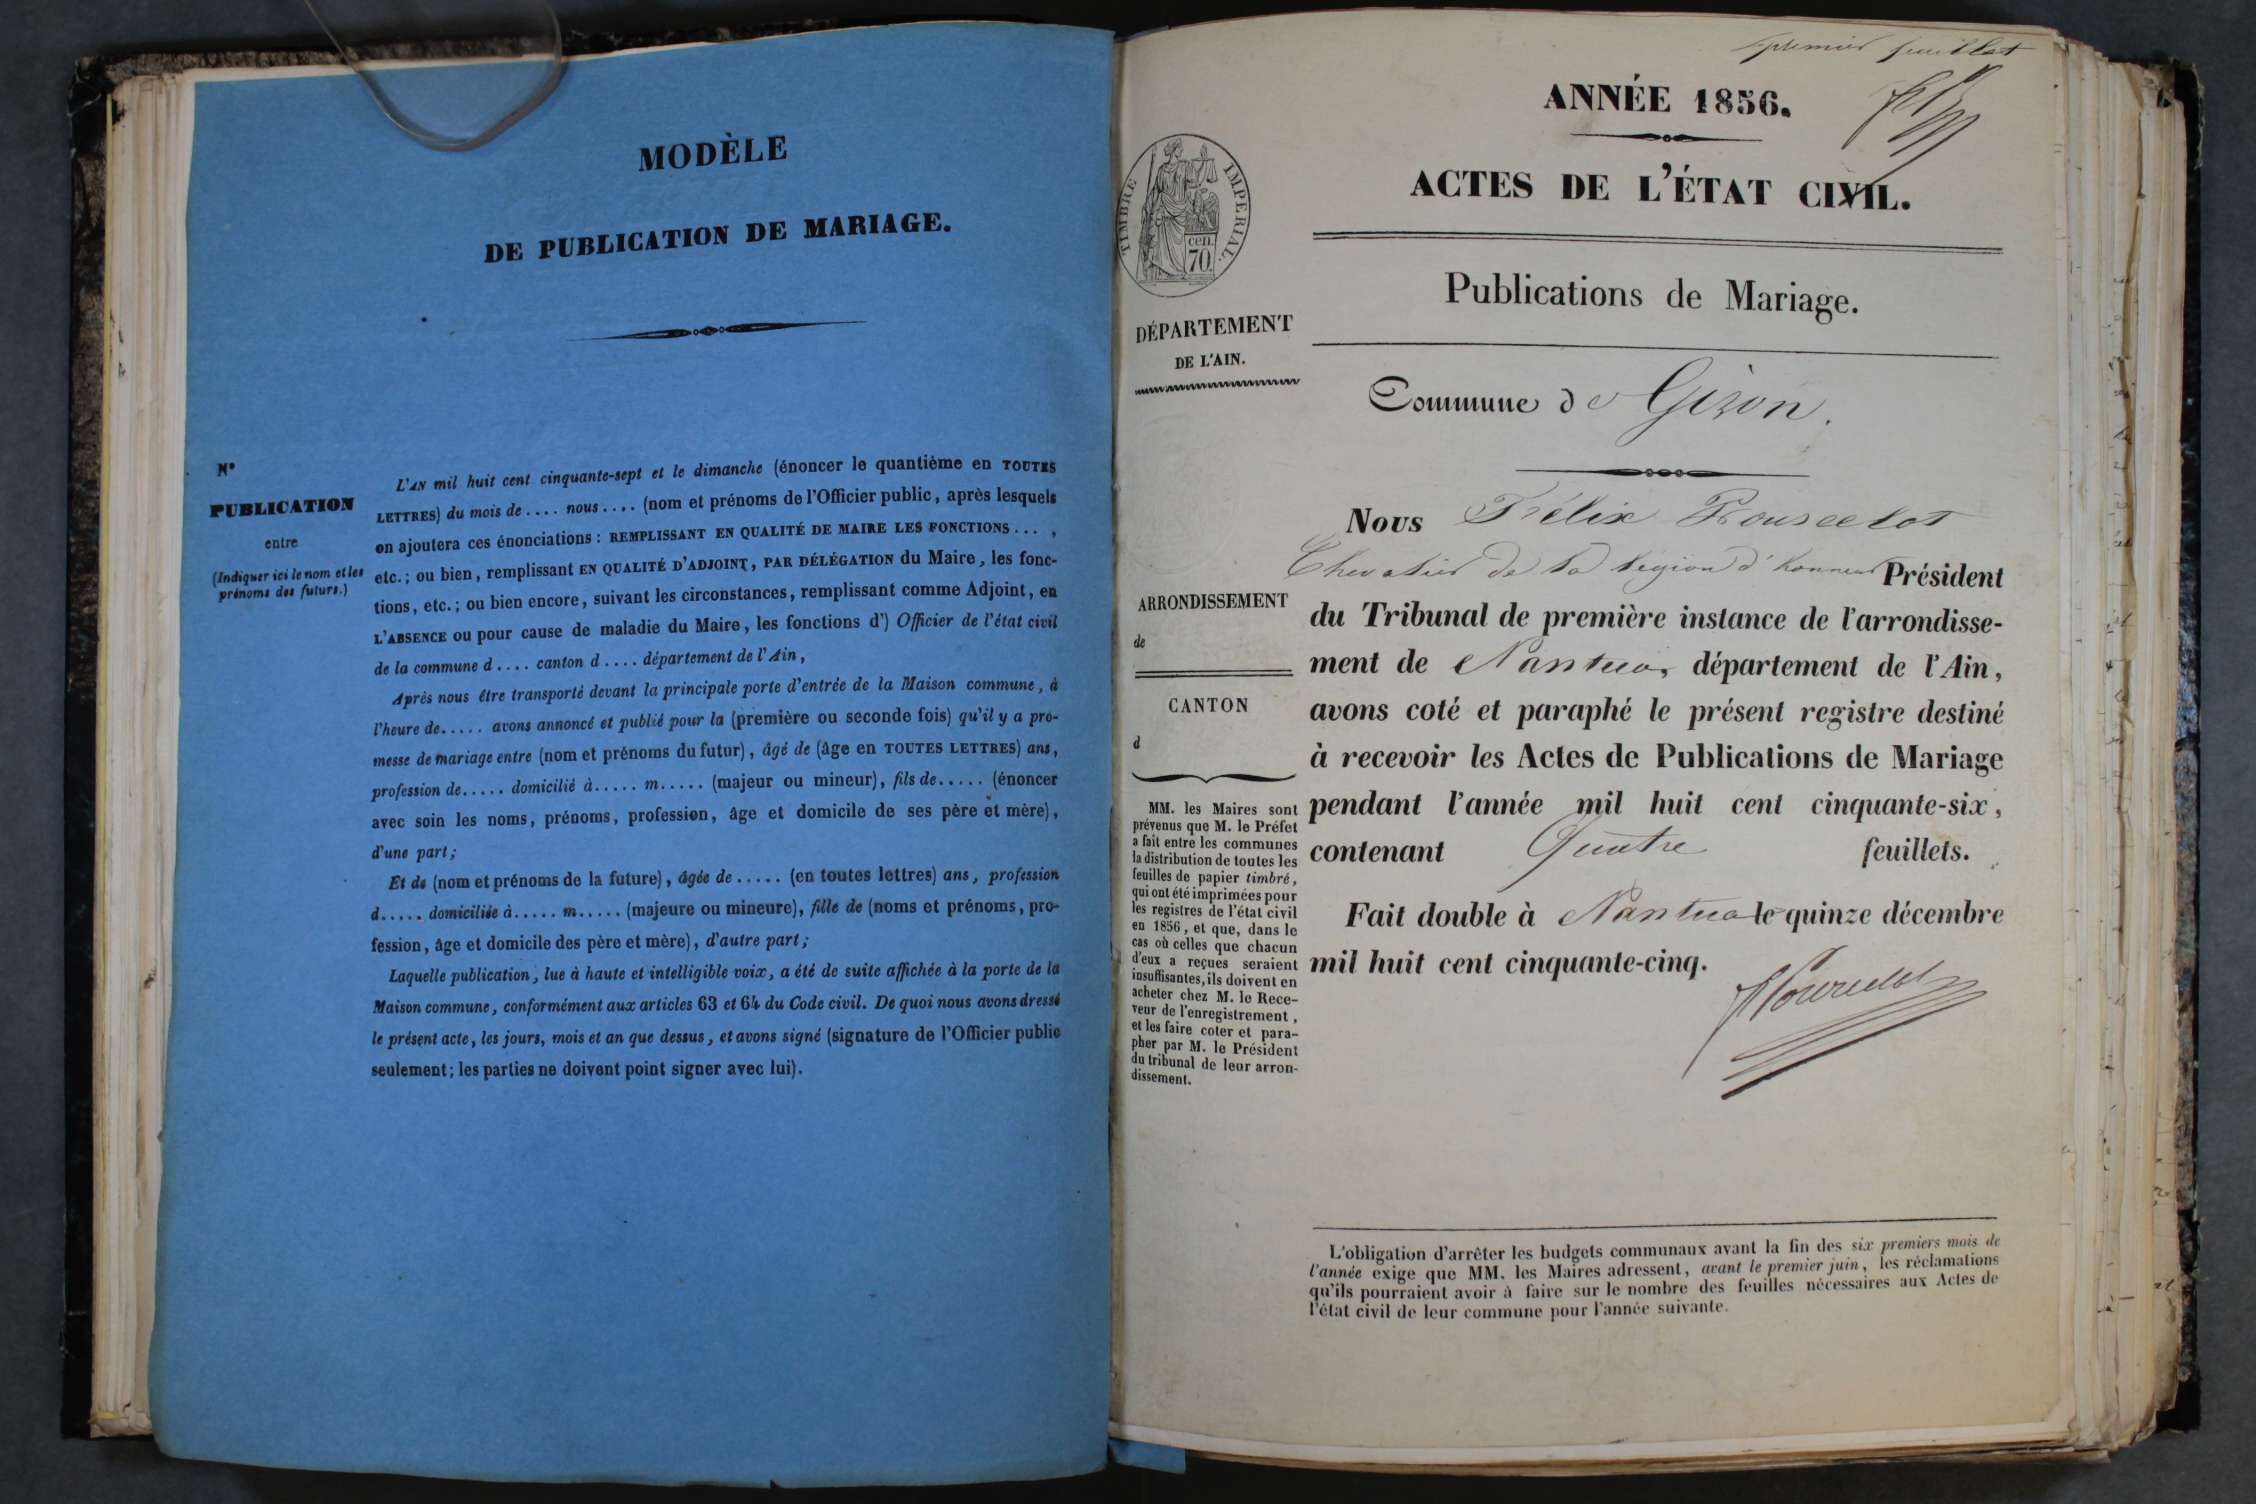 MODÈLE
DE PUBLICATION DE MARIAGE.
N°
PUBLICATION
entre
(Indiquer ici le nom et les
prénoms des futurs.)
L'AN mil huit cent cinquante-sept et le dimanche (énoncer le quantième en TOUTES
LETTRES) du mois de .... nous .... (nom et prénoms de l'Officier public, après lesquels
on ajoutera ces énonciations : REMPLISSANT EN QUALITÉ DE MAIRE LES FONCTIONS ... ,
etc.; ou bien, remplissant EN QUALITÉ D'ADJOINT, PAR DÉLÉGATION du Maire, les fonc-
tions, etc.; ou bien encore, suivant les circonstances, remplissant comme Adjoint, en
L'ABSENCE ou pour cause de maladie du Maire, les fonctions d') Officier de l'état civil
de la commune d .... canton d .... département de l'Ain,
Après nous être transporté devant la principale porte d'entrée de la Maison commune, à
l'heure de..... avons annoncé et publié pour la (première ou seconde fois) qu'il y a pro-
messe de mariage entre (nom et prénoms du futur), âgé de (âge en TOUTES LETTRES) ans,
profession de..... domicilié à..... m..... (majeur ou mineur), fils de..... (énoncer
avec soin les noms, prénoms, profession, âge et domicile de ses père et mère),
d'une part;
Et de (nom et prénoms de la future), âgée de ..... (en toutes lettres) ans, profession
d..... domiciliée à..... m..... (majeure ou mineure), fille de (noms et prénoms, pro-
fession, âge et domicile des père et mère), d'autre part;
Laquelle publication, lue à haute et intelligible voix, a été de suite affichée à la porte de la
Maison commune, conformément aux articles 63 et 64 du Code civil. De quoi nous avons dressé
le présent acte, les jours, mois et an que dessus, et avons signé (signature de l'Officier public
seulement; les parties ne doivent point signer avec lui).
premier feuillet
ANNÉE 1856.
ACTES DE L'ÉTAT CIVIL.
TIMBRE IMPERIAL.
cen.
70.
Publications de Mariage.
DÉPARTEMENT
DE L'AIN.
Commune de Giron.
ARRONDISSEMENT
de
CANTON
d
MM. les Maires sont
prévenus que M. le Préfet
a fait entre les communes
la distribution de toutes les
feuilles de papier timbré,
qui ont été imprimées pour
les registres de l'état civil
en 1856, et que, dans le
cas où celles que chacun
d'eux a reçues seraient
insuffisantes, ils doivent en
acheter chez M. le Rece-
veur de l'enregistrement,
et les faire coter et para-
pher par M. le Président
du tribunal de leur arron-
dissement.
Nous Félix Rousselot
Chevalier de la légion d'honneur Président
du Tribunal de première instance de l'arrondisse-
ment de Nantua, département de l'Ain,
avons coté et paraphé le présent registre destiné
à recevoir les Actes de Publications de Mariage
pendant l'année mil huit cent cinquante-six,
contenant Quatre feuillets.
Fait double à Nantua le quinze décembre
mil huit cent cinquante-cinq.
L'obligation d'arrêter les budgets communaux avant la fin des six premiers mois de
l'année exige que MM. les Maires adressent, avant le premier juin, les réclamations
qu'ils pourraient avoir à faire sur le nombre des feuilles nécessaires aux Actes de
l'état civil de leur commune pour l'année suivante.